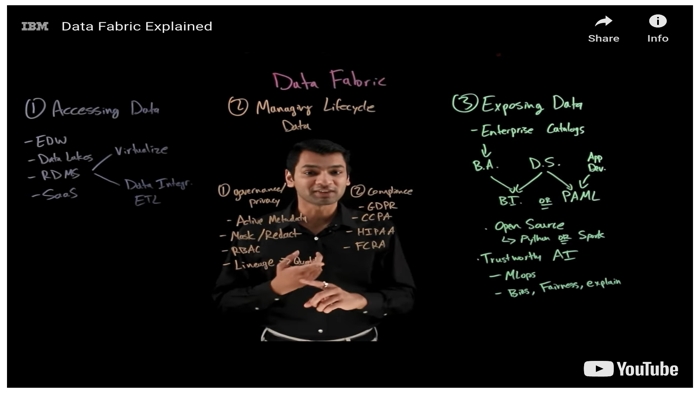 IBM
Data Fabric Explained
Share
Info
Data Fabric
① Accessing Data
- EDW
- Data Lakes
- RDMS
- SaaS
Virtualize
Data Integr.
ETL
② Managing Lifecycle
Data
① governance/
privacy
- Active Metadata
- Mask/Redact
- RBAC
- Lineage →
② Compliance
- GDPR
- CCPA
- HIPAA
- FCRA
③ Exposing Data
- Enterprise Catalogs
B.A.
D.S.
App
Dev.
BI OR PAML
· Open Source
↳ Python OR Spark
· Trustworthy AI
- MLops
- Bias, Fairness, explain
YouTube